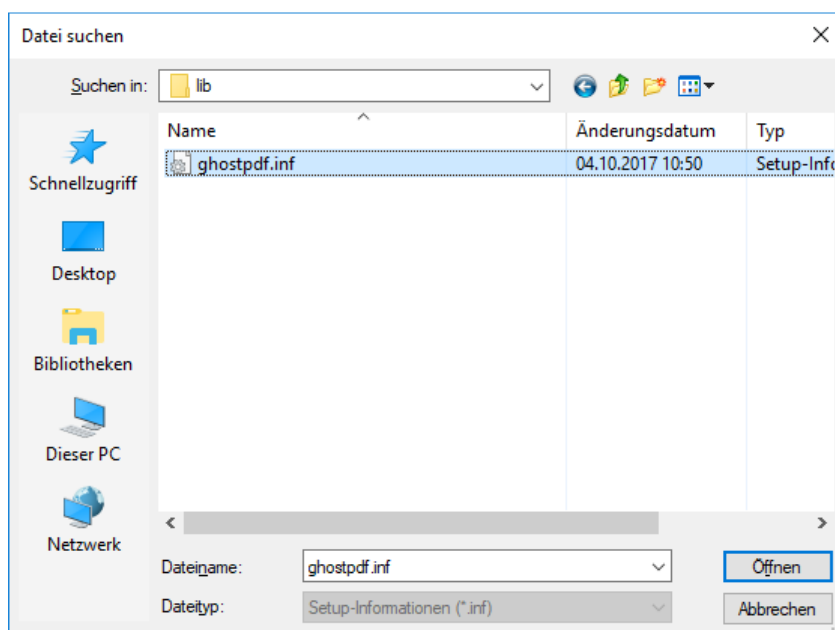 Datei suchen
Suchen in: lib
Name Änderungsdatum Typ
ghostpdf.inf 04.10.2017 10:50 Setup-Info
Schnellzugriff
Desktop
Bibliotheken
Dieser PC
Netzwerk
Dateiname: ghostpdf.inf Öffnen
Dateityp: Setup-Informationen (*.inf) Abbrechen